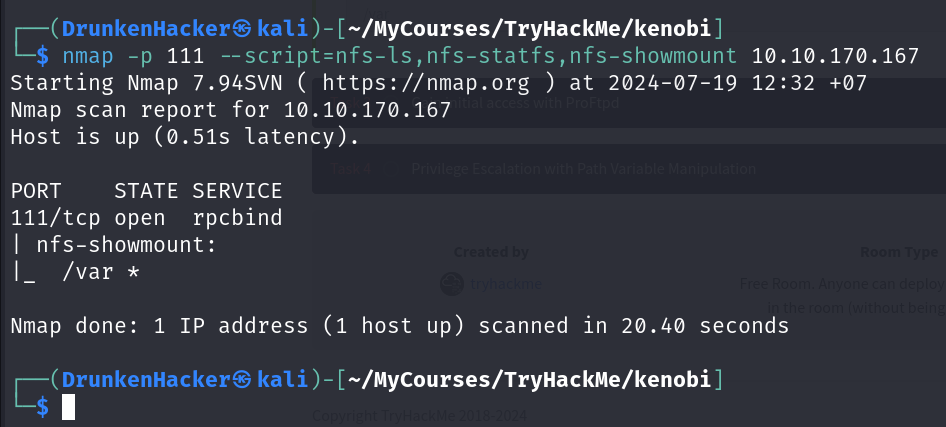 ┌──(DrunkenHacker㉿kali)-[~/MyCourses/TryHackMe/kenobi]
└─$ nmap -p 111 --script=nfs-ls,nfs-statfs,nfs-showmount 10.10.170.167
Starting Nmap 7.94SVN ( https://nmap.org ) at 2024-07-19 12:32 +07
initial access with ProFtpd
Nmap scan report for 10.10.170.167
Host is up (0.51s latency).
Privilege Escalation with Path Variable Manipulation
PORT    STATE SERVICE
111/tcp open  rpcbind
| nfs-showmount:
Created by Room Type
|_  /var *
tryhackme Free Room. Anyone can deploy
in the room (without being
Nmap done: 1 IP address (1 host up) scanned in 20.40 seconds
┌──(DrunkenHacker㉿kali)-[~/MyCourses/TryHackMe/kenobi]
└─$
Copyright TryHackMe 2018-2024